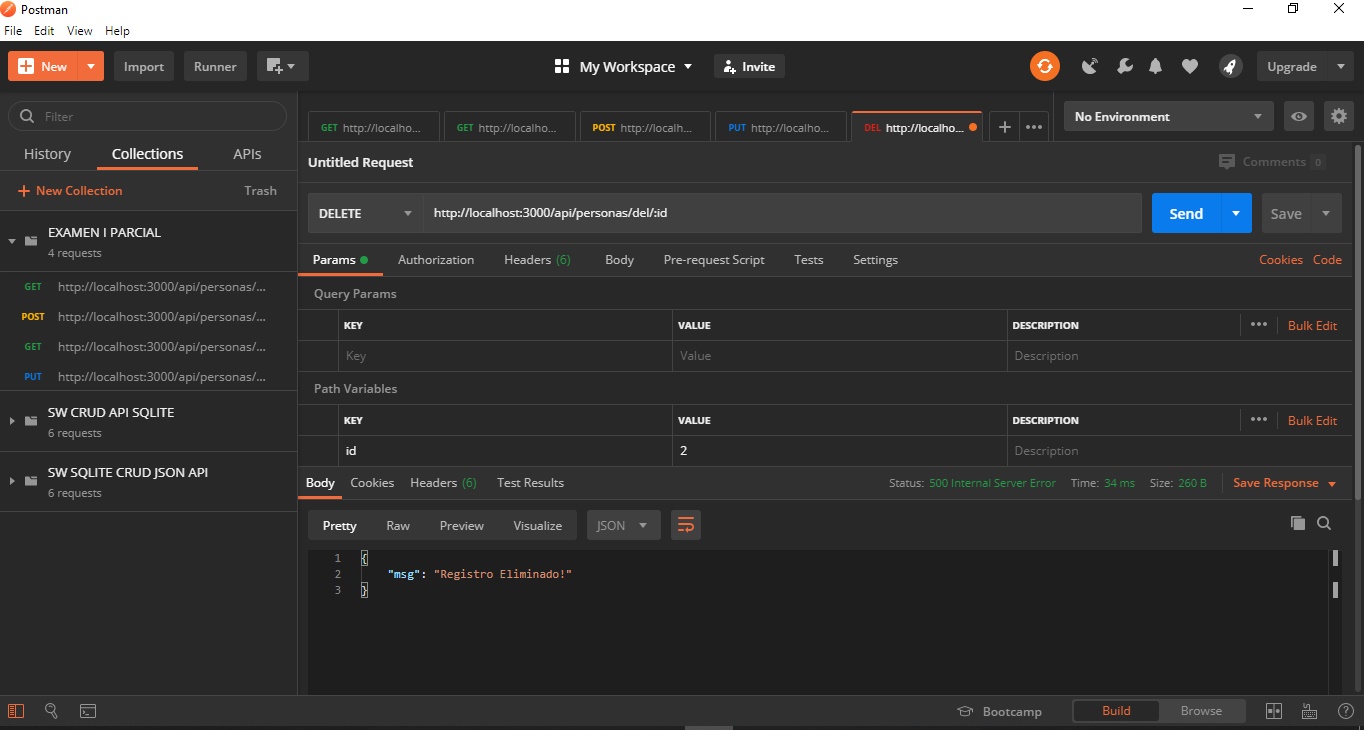 Postman
File Edit View Help
New Import Runner My Workspace Invite Upgrade
Filter
History Collections APIs
New Collection Trash
EXAMEN I PARCIAL
4 requests
GET http://localhost:3000/api/personas/...
POST http://localhost:3000/api/personas/...
GET http://localhost:3000/api/personas/...
PUT http://localhost:3000/api/personas/...
SW CRUD API SQLITE
6 requests
SW SQLITE CRUD JSON API
6 requests
GET http://localho... GET http://localho... POST http://localh... PUT http://localho... DEL http://localho... No Environment
Untitled Request Comments 0
DELETE http://localhost:3000/api/personas/del/:id Send Save
Params Authorization Headers (6) Body Pre-request Script Tests Settings Cookies Code
Query Params
KEY VALUE DESCRIPTION ••• Bulk Edit
Key Value Description
Path Variables
KEY VALUE DESCRIPTION ••• Bulk Edit
id 2 Description
Body Cookies Headers (6) Test Results Status: 500 Internal Server Error Time: 34 ms Size: 260 B Save Response
Pretty Raw Preview Visualize JSON
1 {
2 "msg": "Registro Eliminado!"
3 }
Bootcamp Build Browse